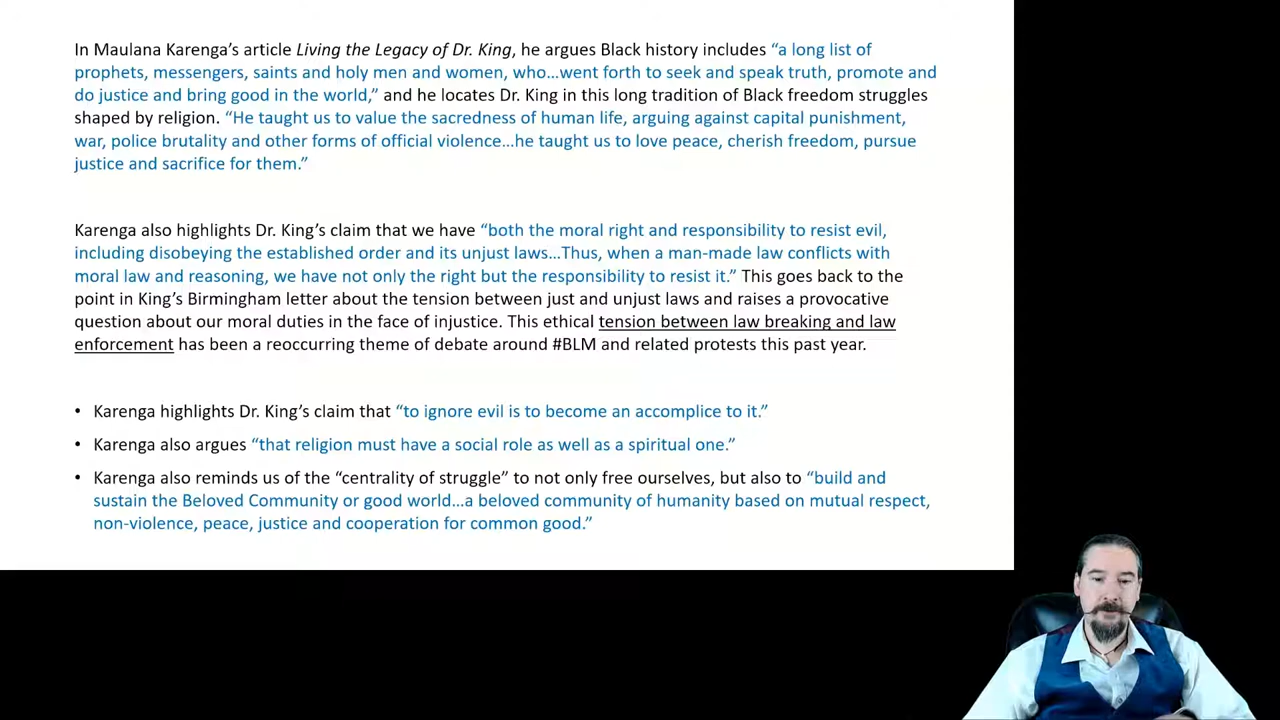 In Maulana Karenga's article Living the Legacy of Dr. King, he argues Black history includes "a long list of
prophets, messengers, saints and holy men and women, who…went forth to seek and speak truth, promote and
do justice and bring good in the world," and he locates Dr. King in this long tradition of Black freedom struggles
shaped by religion. "He taught us to value the sacredness of human life, arguing against capital punishment,
war, police brutality and other forms of official violence…he taught us to love peace, cherish freedom, pursue
justice and sacrifice for them."
Karenga also highlights Dr. King's claim that we have "both the moral right and responsibility to resist evil,
including disobeying the established order and its unjust laws…Thus, when a man-made law conflicts with
moral law and reasoning, we have not only the right but the responsibility to resist it." This goes back to the
point in King's Birmingham letter about the tension between just and unjust laws and raises a provocative
question about our moral duties in the face of injustice. This ethical tension between law breaking and law
enforcement has been a reoccurring theme of debate around #BLM and related protests this past year.
• Karenga highlights Dr. King's claim that "to ignore evil is to become an accomplice to it."
• Karenga also argues "that religion must have a social role as well as a spiritual one."
• Karenga also reminds us of the "centrality of struggle" to not only free ourselves, but also to "build and
sustain the Beloved Community or good world…a beloved community of humanity based on mutual respect,
non-violence, peace, justice and cooperation for common good."